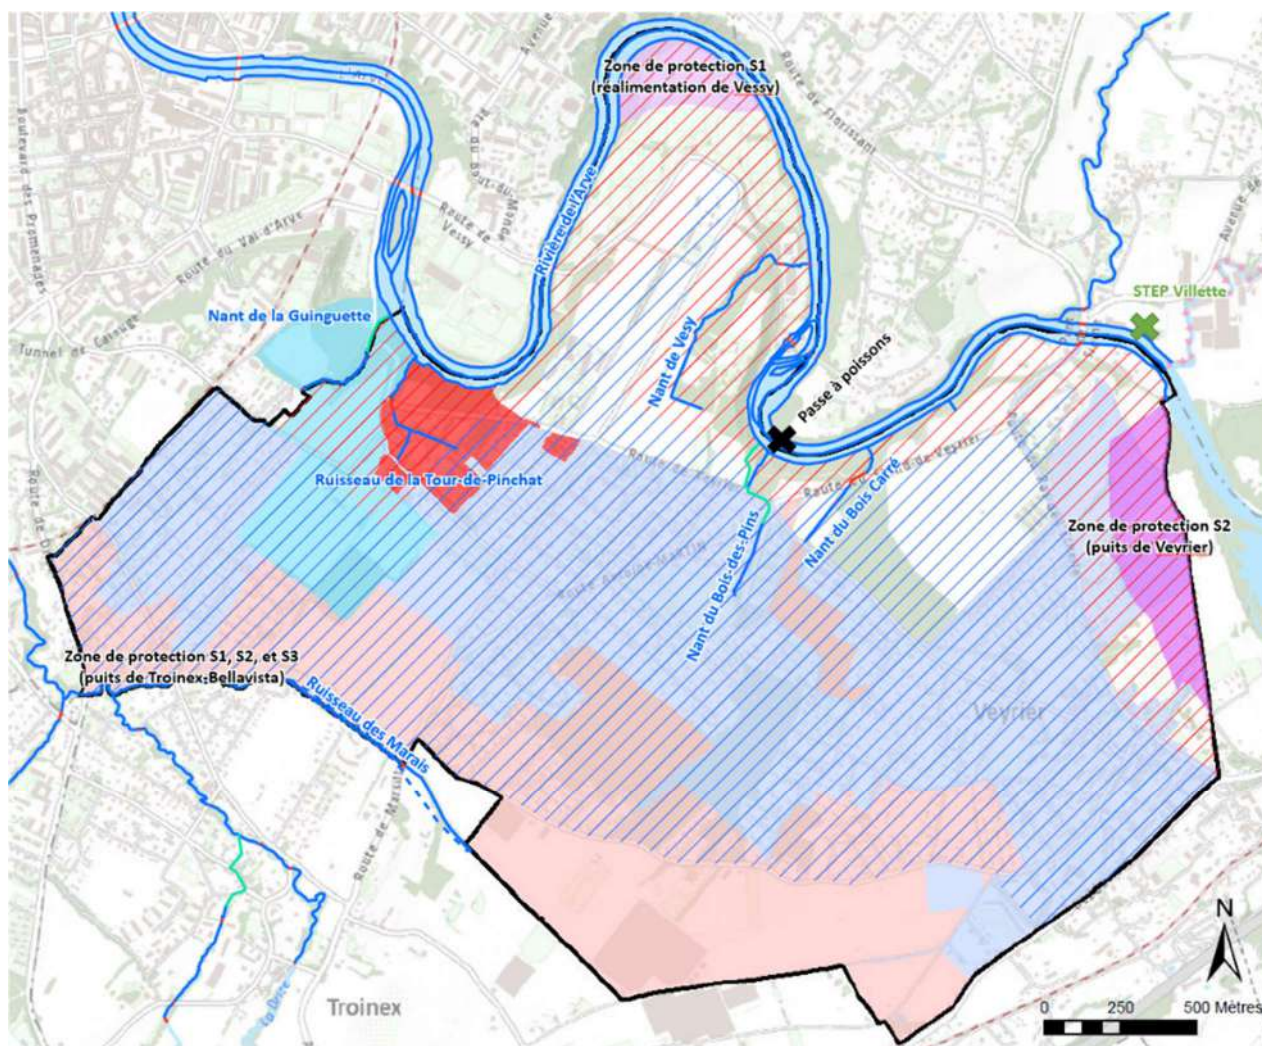 Zone de protection S1
(réalimentation de Vessy)
Avenue
Route de Florissant
Boulevard des Promenades
Route de
Vessy
Route du Val-d'Arve
Rivière de l'Arve
Avenue de
STEP Villette
Nant de la Guinguette
Tunnel de Carouge
Nant de Vesy
Passe à poissons
Ruisseau de la Tour-de-Pinchat
Nant du Bois-des-Pins
Nant du Bois Carré
Zone de protection S2
(puits de Veyrier)
Zone de protection S1, S2, et S3
(puits de Troinex-Bellavista)
Ruisseau des Marais
Veyrier
Troinex
N
0 250 500 Mètres